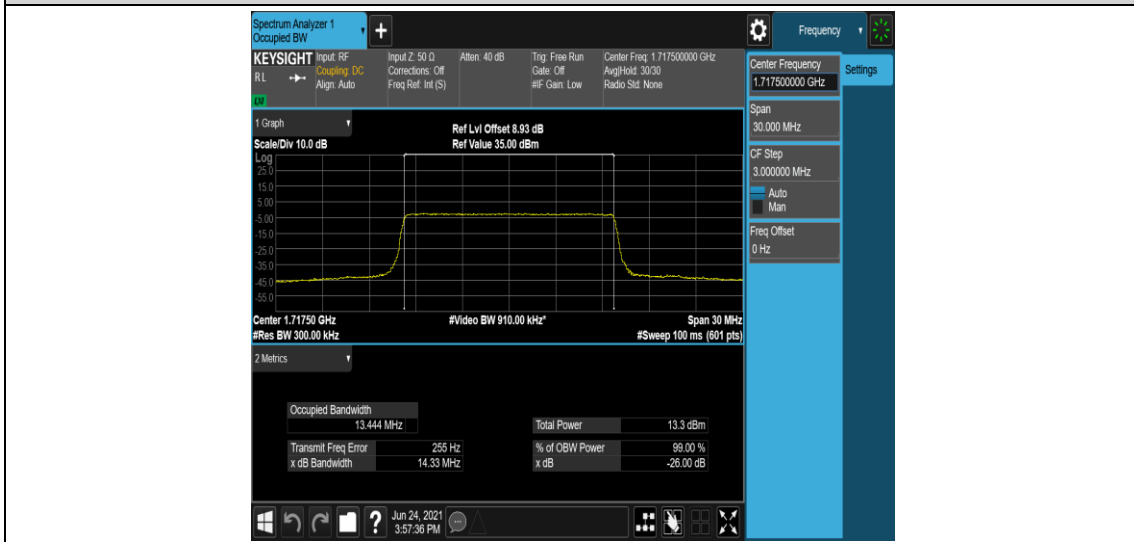 Spectrum Analyzer 1
Occupied BW
+
Frequency
KEYSIGHT
RL
LXI
Input: RF
Coupling: DC
Align: Auto
Input Z: 50 Ω
Corrections: Off
Freq Ref: Int (S)
Atten: 40 dB
Trig: Free Run
Gate: Off
#IF Gain: Low
Center Freq: 1.717500000 GHz
Avg|Hold: 30/30
Radio Std: None
Center Frequency
1.717500000 GHz
Settings
Span
30.000 MHz
CF Step
3.000000 MHz
Auto
Man
Freq Offset
0 Hz
1 Graph
Ref Lvl Offset 8.93 dB
Scale/Div 10.0 dB
Ref Value 35.00 dBm
Log
25.0
15.0
5.00
-5.00
-15.0
-25.0
-35.0
-45.0
-55.0
Center 1.71750 GHz
#Video BW 910.00 kHz*
Span 30 MHz
#Res BW 300.00 kHz
#Sweep 100 ms (601 pts)
2 Metrics
Occupied Bandwidth
13.444 MHz
Total Power
13.3 dBm
Transmit Freq Error
255 Hz
% of OBW Power
99.00 %
x dB Bandwidth
14.33 MHz
x dB
-26.00 dB
?
Jun 24, 2021
3:57:36 PM